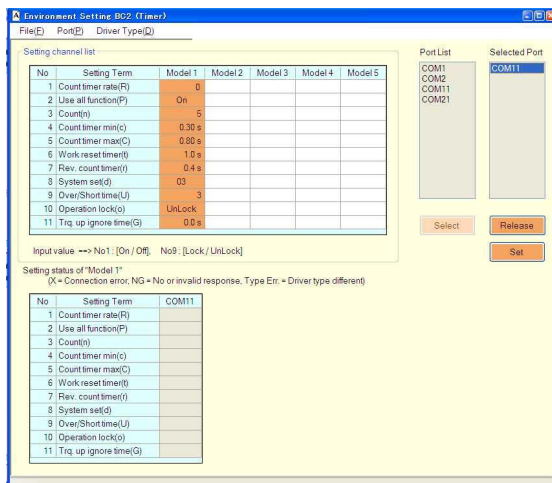 Environment Setting BC2 (Timer)
File(F) Port(P) Driver Type(D)
Setting channel list
No Setting Term Model 1 Model 2 Model 3 Model 4 Model 5
1 Count timer rate(R) 0
2 Use all function(P) On
3 Count(n) 5
4 Count timer min(c) 0.30 s
5 Count timer max(C) 0.80 s
6 Work reset timer(t) 1.0 s
7 Rev. count timer(r) 0.4 s
8 System set(d) 03
9 Over/Short time(U) 3
10 Operation lock(o) UnLock
11 Trq. up ignore time(G) 0.0 s
Input value ==> No1 : [On / Off], No9 : [Lock / UnLock]
Port List
COM1
COM2
COM11
COM21
Selected Port
COM11
Select
Release
Set
Setting status of "Model 1"
(X = Connection error, NG = No or invalid response, Type Err. = Driver type different)
No Setting Term COM11
1 Count timer rate(R)
2 Use all function(P)
3 Count(n)
4 Count timer min(c)
5 Count timer max(C)
6 Work reset timer(t)
7 Rev. count timer(r)
8 System set(d)
9 Over/Short time(U)
10 Operation lock(o)
11 Trq. up ignore time(G)